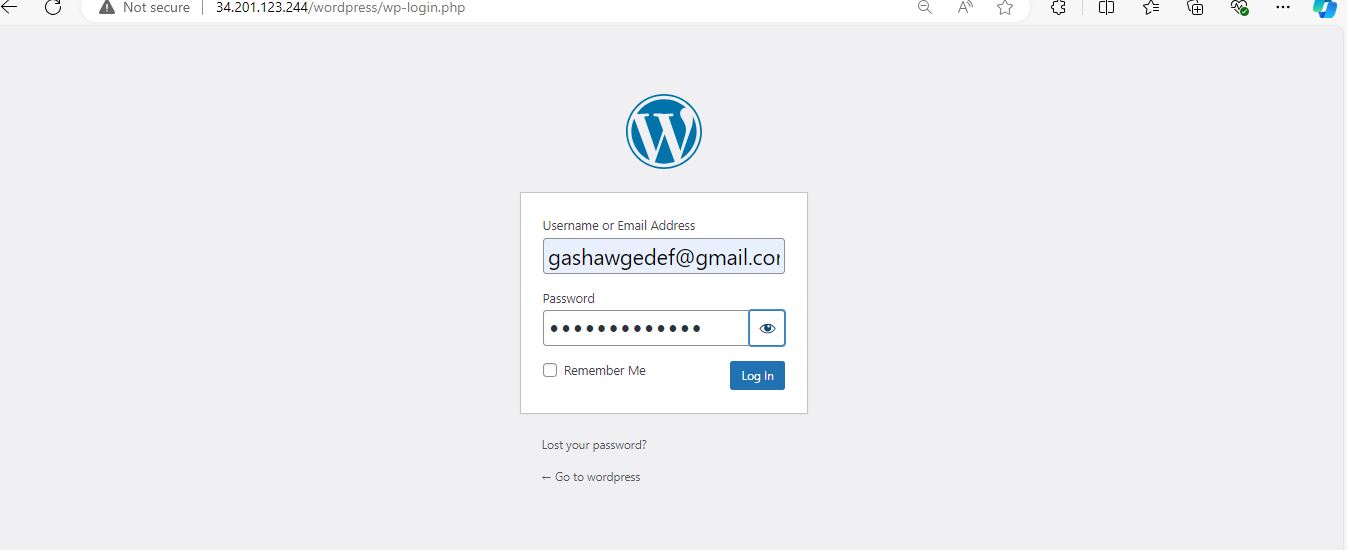 Not secure 34.201.123.244/wordpress/wp-login.php
Username or Email Address
gashawgedef@gmail.co
Password
Remember Me
Log In
Lost your password?
← Go to wordpress